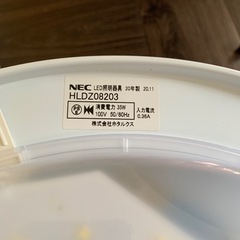 NEC LED照明器具 20年製 20.11
HLDZ08203
消費電力 35W 入力電流
100V 50/60Hz 0.36A
株式会社ホタルクス